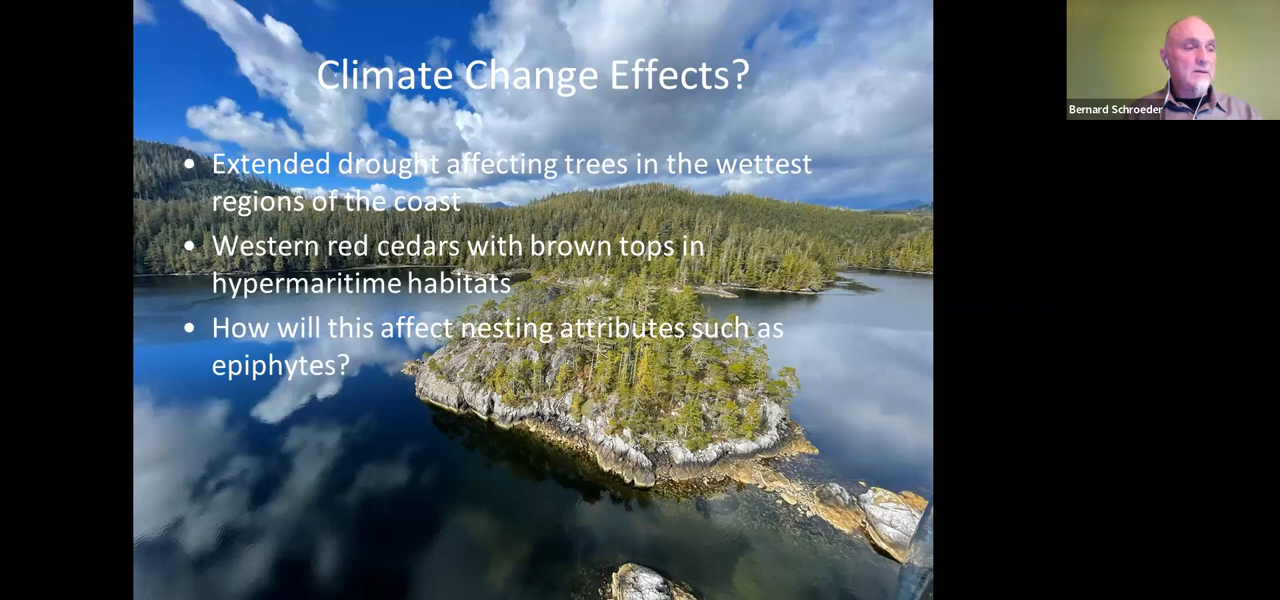 Climate Change Effects?
• Extended drought affecting trees in the wettest
regions of the coast
• Western red cedars with brown tops in
hypermaritime habitats
• How will this affect nesting attributes such as
epiphytes?
Bernard Schroeder